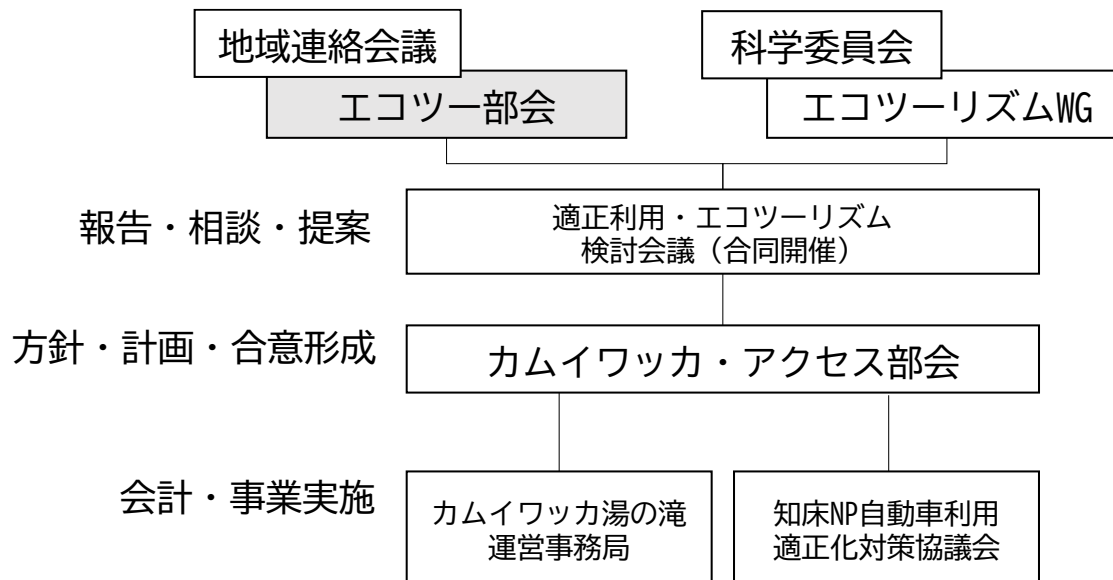 地域連絡会議
科学委員会
エコツー部会
エコツーリズムWG
報告・相談・提案
適正利用・エコツーリズム
検討会議（合同開催）
方針・計画・合意形成
カムイワッカ・アクセス部会
会計・事業実施
カムイワッカ湯の滝
運営事務局
知床NP自動車利用
適正化対策協議会